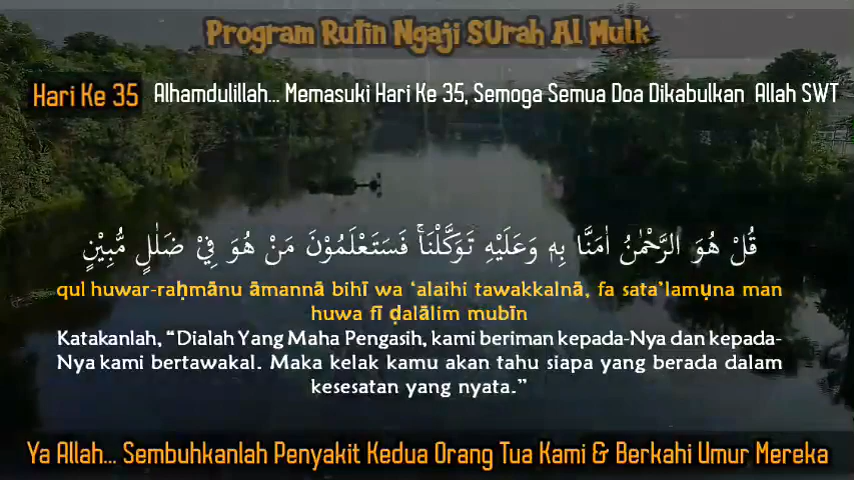 Program Rutin Ngaji SUrah Al Mulk
Hari Ke 35 Alhamdulillah... Memasuki Hari Ke 35, Semoga Semua Doa Dikabulkan Allah SWT
قُلْ هُوَ الرَّحْمٰنُ اٰمَنَّا بِهٖ وَعَلَيْهِ تَوَكَّلْنَاۚ فَسَتَعْلَمُوْنَ مَنْ هُوَ فِيْ ضَلٰلٍ مُّبِيْنٍ
qul huwar-raḥmānu āmannā bihī wa ‘alaihi tawakkalnā, fa sata’lamụna man
huwa fī ḍalālim mubīn
Katakanlah, “Dialah Yang Maha Pengasih, kami beriman kepada-Nya dan kepada-
Nya kami bertawakal. Maka kelak kamu akan tahu siapa yang berada dalam
kesesatan yang nyata.”
Ya Allah... Sembuhkanlah Penyakit Kedua Orang Tua Kami & Berkahi Umur Mereka